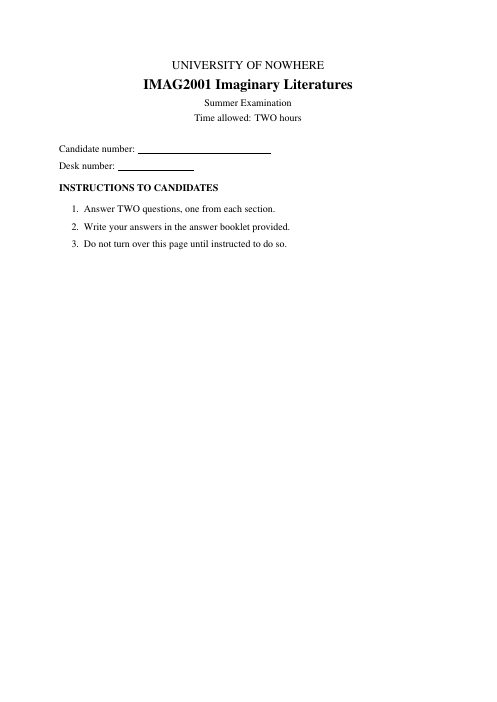 UNIVERSITY OF NOWHERE
IMAG2001 Imaginary Literatures
Summer Examination
Time allowed: TWO hours
Candidate number:
Desk number:
INSTRUCTIONS TO CANDIDATES
1. Answer TWO questions, one from each section.
2. Write your answers in the answer booklet provided.
3. Do not turn over this page until instructed to do so.